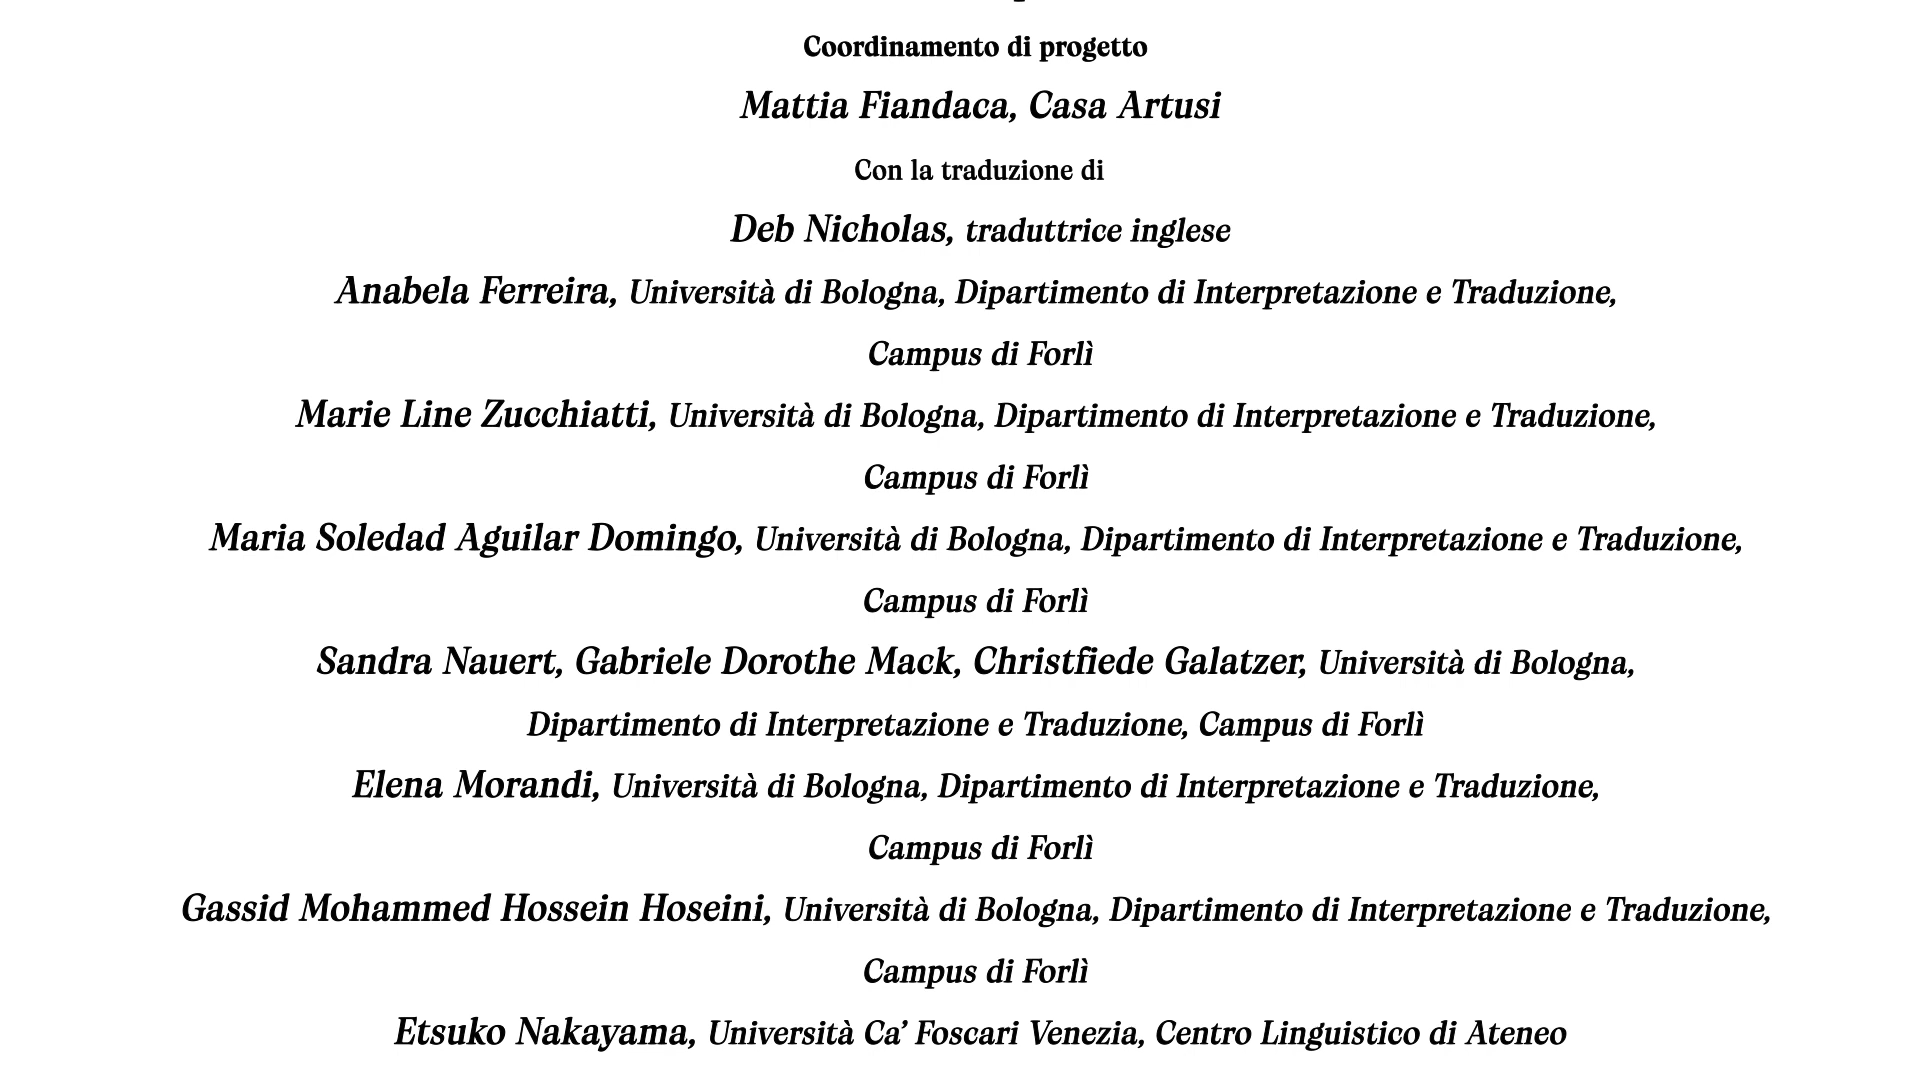 Coordinamento di progetto
Mattia Fiandaca, Casa Artusi
Con la traduzione di
Deb Nicholas, traduttrice inglese
Anabela Ferreira, Università di Bologna, Dipartimento di Interpretazione e Traduzione,
Campus di Forlì
Marie Line Zucchiatti, Università di Bologna, Dipartimento di Interpretazione e Traduzione,
Campus di Forlì
Maria Soledad Aguilar Domingo, Università di Bologna, Dipartimento di Interpretazione e Traduzione,
Campus di Forlì
Sandra Nauert, Gabriele Dorothe Mack, Christfiede Galatzer, Università di Bologna,
Dipartimento di Interpretazione e Traduzione, Campus di Forlì
Elena Morandi, Università di Bologna, Dipartimento di Interpretazione e Traduzione,
Campus di Forlì
Gassid Mohammed Hossein Hoseini, Università di Bologna, Dipartimento di Interpretazione e Traduzione,
Campus di Forlì
Etsuko Nakayama, Università Ca’ Foscari Venezia, Centro Linguistico di Ateneo